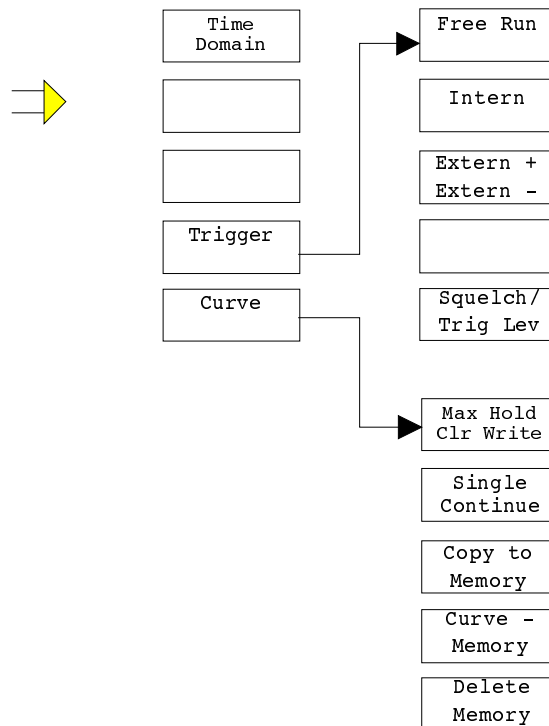 Time
Domain
Trigger
Curve
Free Run
Intern
Extern +
Extern -
Squelch/
Trig Lev
Max Hold
Clr Write
Single
Continue
Copy to
Memory
Curve -
Memory
Delete
Memory